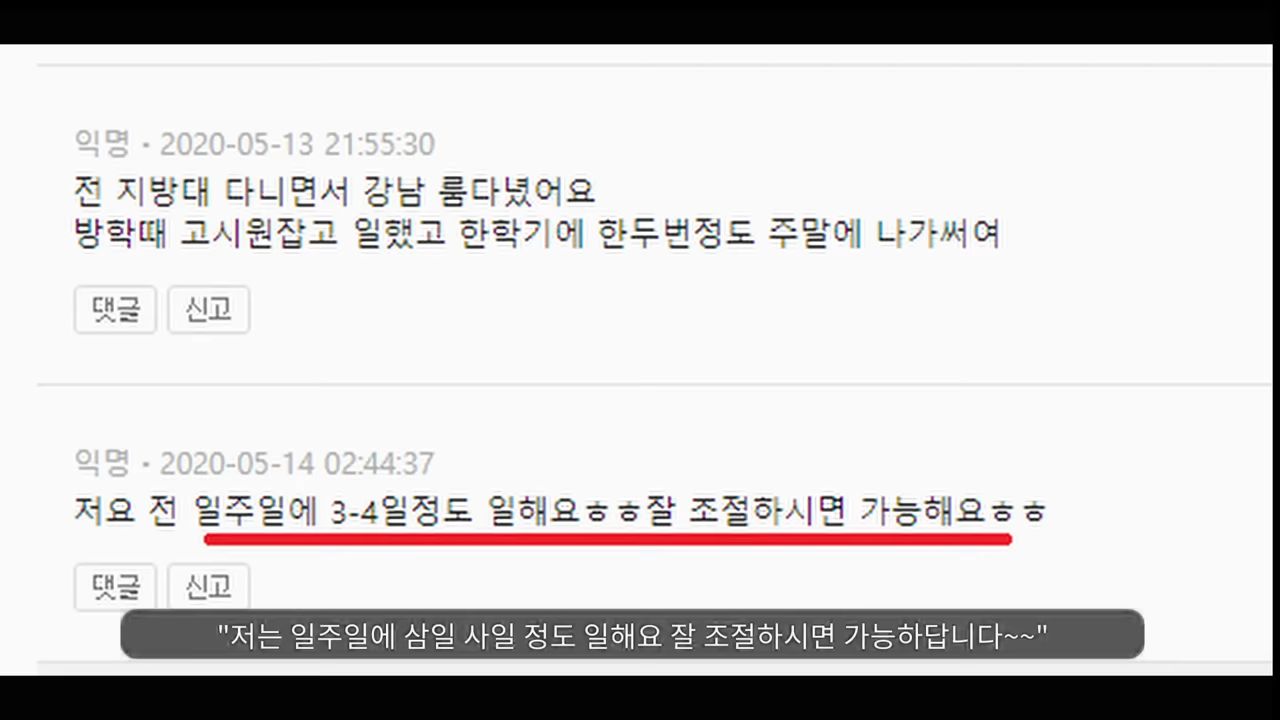 익명 · 2020-05-13 21:55:30
전 지방대 다니면서 강남 룸다녔어요
방학때 고시원잡고 일했고 한학기에 한두번정도 주말에 나가써여
댓글 신고
익명 · 2020-05-14 02:44:37
저요 전 일주일에 3-4일정도 일해요ㅎㅎ잘 조절하시면 가능해요ㅎㅎ
댓글 신고
"저는 일주일에 삼일 사일 정도 일해요 잘 조절하시면 가능하답니다~~"